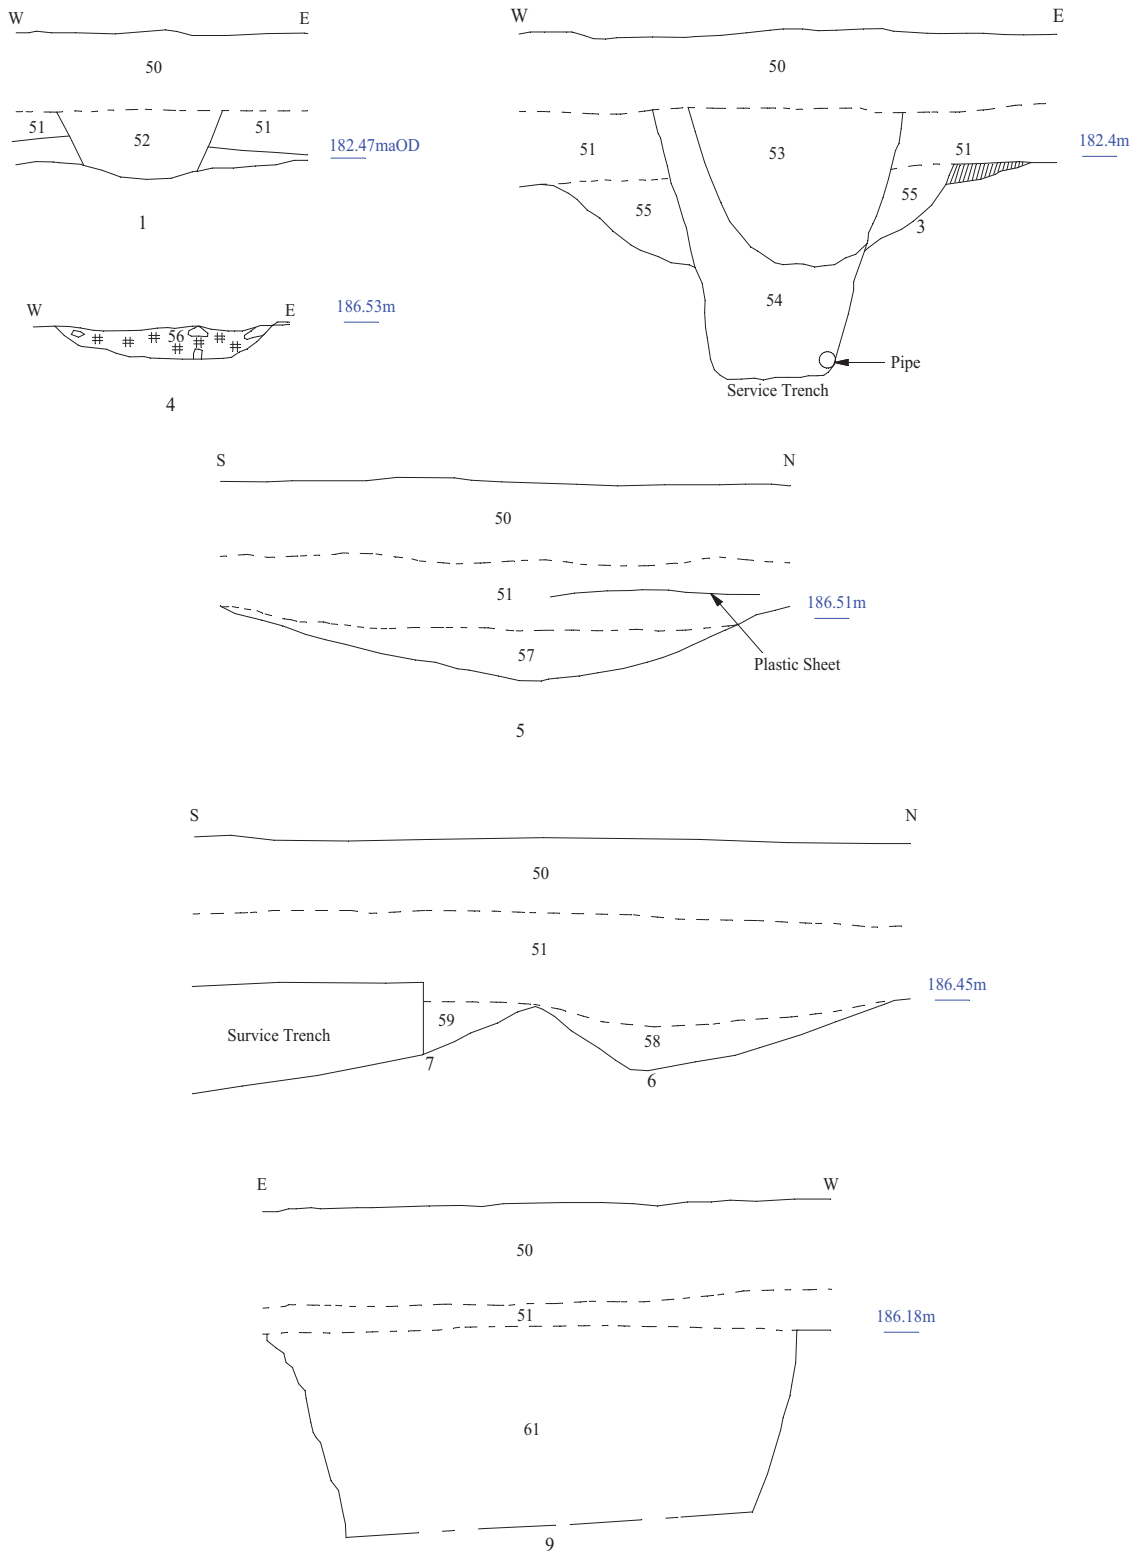 W E
50
51 52 51
182.47maOD
1
W E
50
51 53 51
182.4m
55 55
3
54
Pipe
Service Trench
W E
186.53m
56
4
S N
50
51
186.51m
57
Plastic Sheet
5
S N
50
51
186.45m
59
Survice Trench
58
7
6
E W
50
51
186.18m
61
9